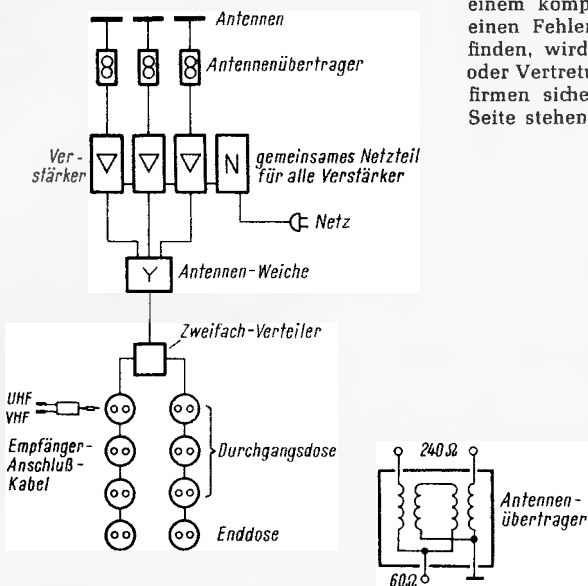 einem komp
einen Fehler
finden, wird
oder Vertretu
firmen siche
Seite stehen
Antennen
Antennenübertrager
Ver-
stärker
N
gemeinsames Netzteil
für alle Verstärker
Netz
Y
Antennen-Weiche
Zweifach-Verteiler
UHF
VHF
Empfänger-
Anschluß-
Kabel
Durchgangsdose
Enddose
240Ω
Antennen-
übertrager
60Ω